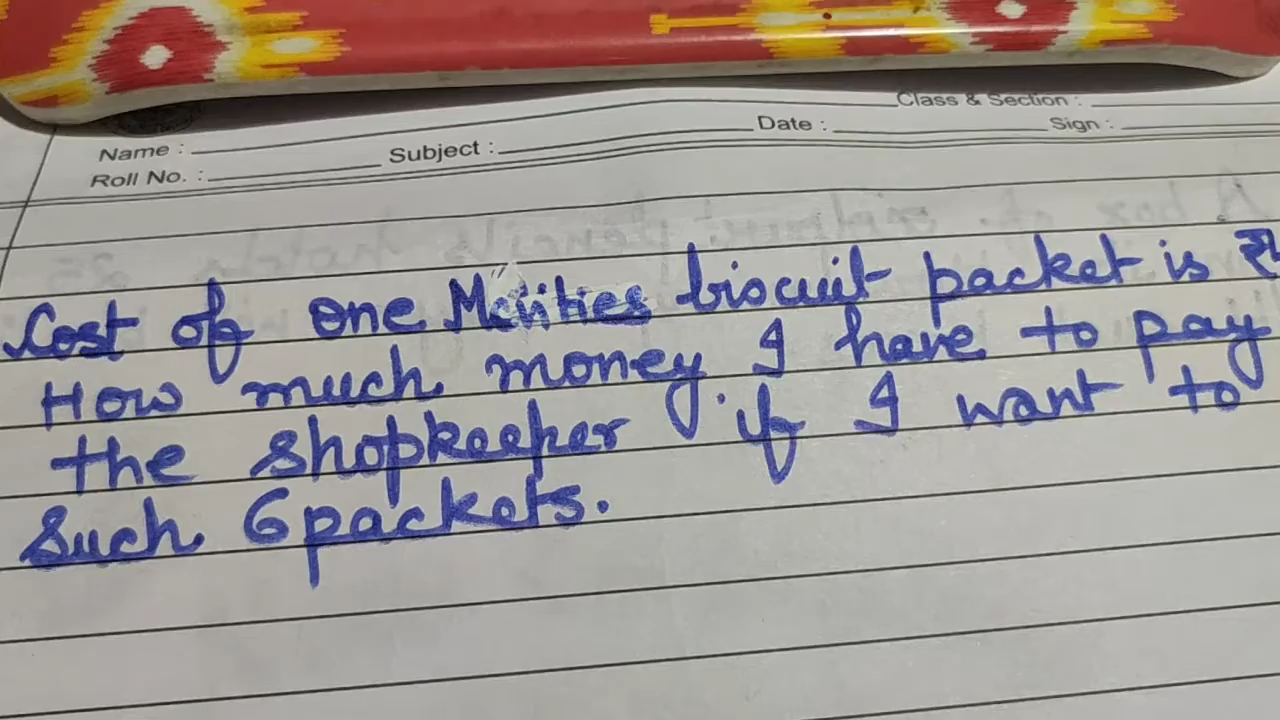 Class & Section :
Name : Subject : Date : Sign :
Roll No. :
Cost of one Mcvities biscuit packet is ₹
How much money I have to pay
the shopkeeper if I want to
such 6 packets.